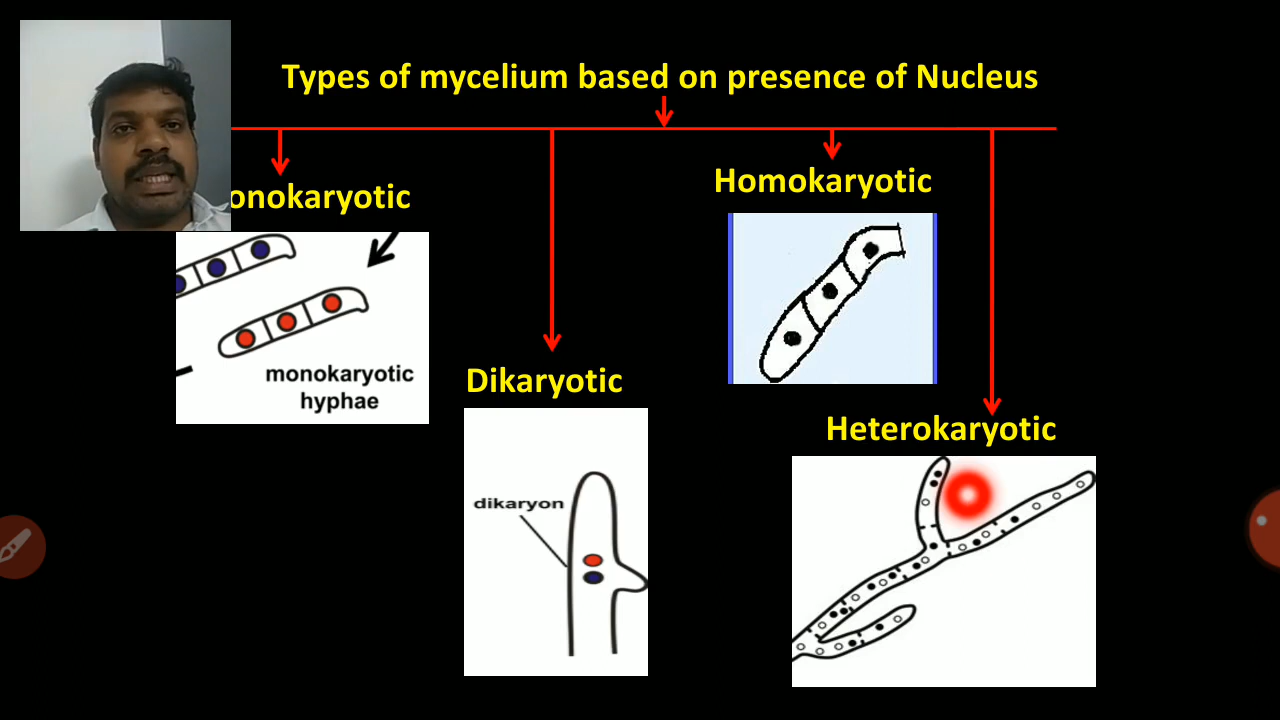 Types of mycelium based on presence of Nucleus
onokaryotic
Homokaryotic
monokaryotic
hyphae
Dikaryotic
dikaryon
Heterokaryotic